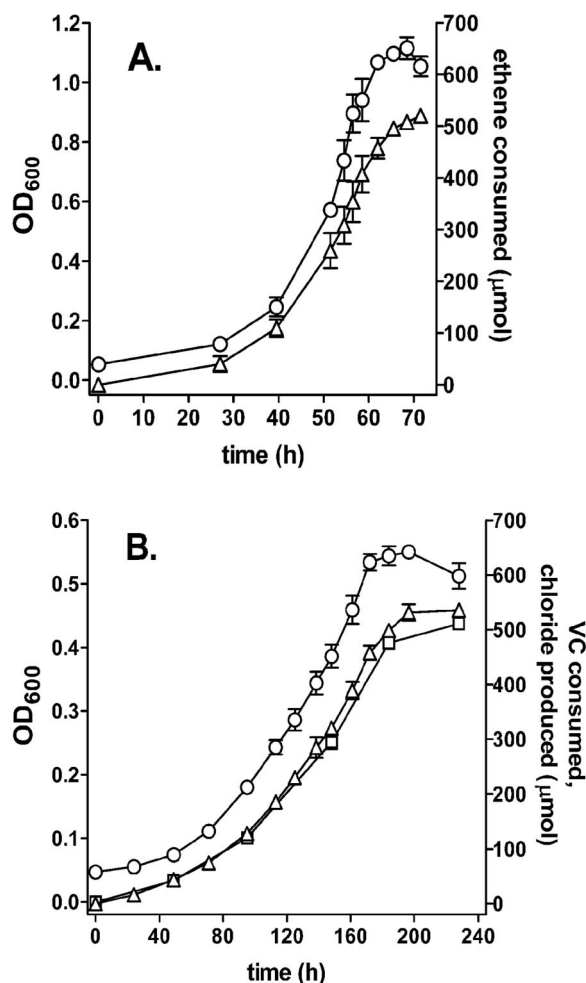 A.
1.2
1.0
0.8
0.6
0.4
0.2
0.0
OD600
700
600
500
400
300
200
100
0
ethene consumed (μmol)
0 10 20 30 40 50 60 70
time (h)
B.
0.6
0.5
0.4
0.3
0.2
0.1
0.0
OD600
700
600
500
400
300
200
100
0
VC consumed,
chloride produced (μmol)
0 40 80 120 160 200 240
time (h)